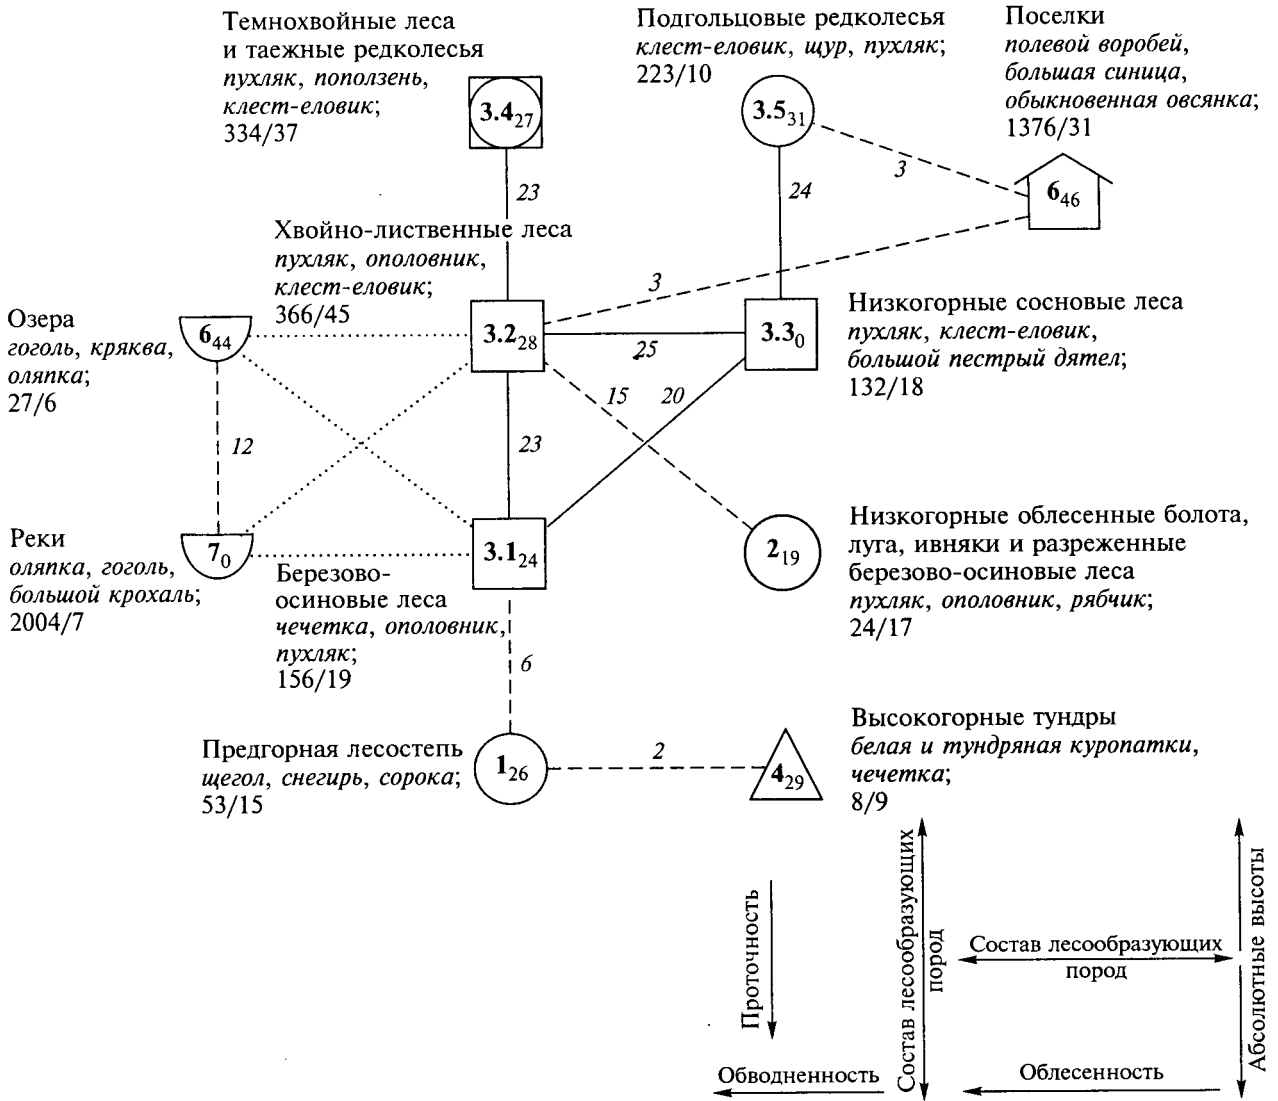 Темнохвойные леса
и таежные редколесья
пухляк, поползень,
клест-еловик;
334/37
Подгольцовые редколесья
клест-еловик, щур, пухляк;
223/10
Поселки
полевой воробей,
большая синица,
обыкновенная овсянка;
1376/31
3.4₂₇
3.5₃₁
6₄₆
23
24
3
Хвойно-лиственные леса
пухляк, ополовник,
клест-еловик;
366/45
3
Озера
гоголь, кряква,
оляпка;
27/6
6₄₄
3.2₂₈
25
3.3₀
Низкогорные сосновые леса
пухляк, клест-еловик,
большой пестрый дятел;
132/18
12
23
15
20
Реки
оляпка, гоголь,
большой крохаль;
2004/7
7₀
3.1₂₄
2₁₉
Низкогорные облесенные болота,
луга, ивняки и разреженные
березово-осиновые леса
пухляк, ополовник, рябчик;
24/17
Березово-
осиновые леса
чечетка, ополовник,
пухляк;
156/19
6
Предгорная лесостепь
щегол, снегирь, сорока;
53/15
1₂₆
2
4₂₉
Высокогорные тундры
белая и тундряная куропатки,
чечетка;
8/9
Проточность
Обводненность
Состав лесообразующих
пород
Состав лесообразующих
пород
Облесенность
Абсолютные высоты